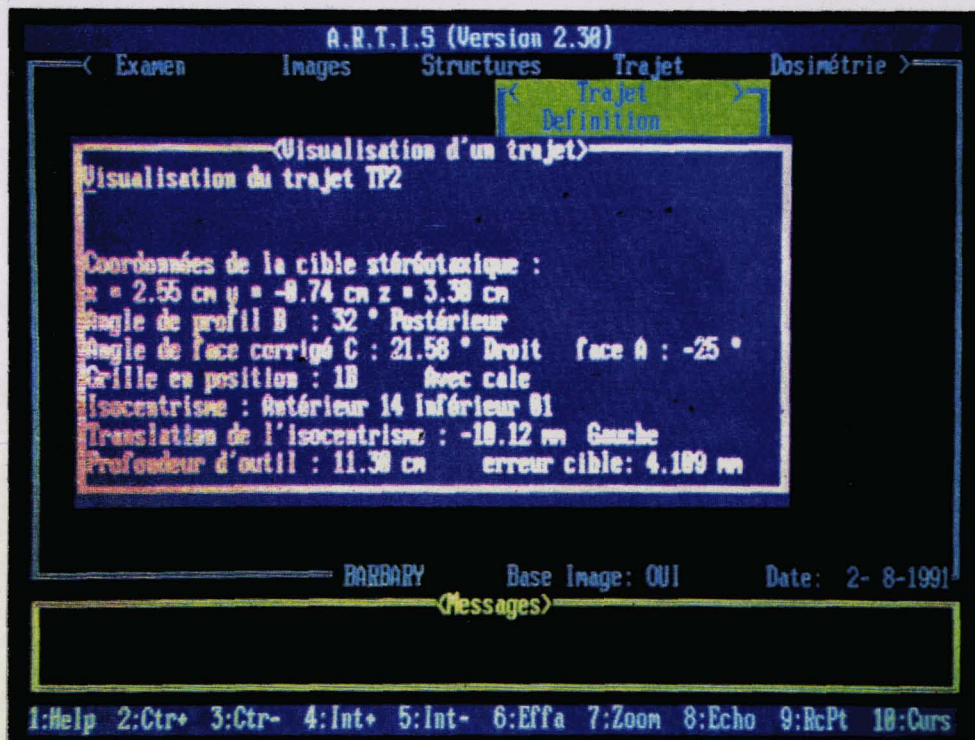 A.R.T.I.S (Version 2.30)
< Examen Images Structures Trajet Dosimétrie >
< Trajet >
Definition
<Visualisation d'un trajet>
Visualisation du trajet TP2
Coordonnées de la cible stéréotaxique :
x = 2.55 cm y = -0.74 cm z = 3.30 cm
Angle de profil B : 32 ° Postérieur
Angle de face corrigé C : 21.58 ° Droit face A : -25 °
Grille en position : 1B Avec cale
Isocentrisme : Antérieur 14 Inférieur 01
Translation de l'isocentrisme : -10.12 mm Gauche
Profondeur d'outil : 11.30 cm erreur cible: 4.109 mm
BARBARY Base Image: OUI Date: 2- 8-1991
<Messages>
1:Help 2:Ctr+ 3:Ctr- 4:Int+ 5:Int- 6:Effa 7:Zoom 8:Echo 9:RcPt 10:Curs